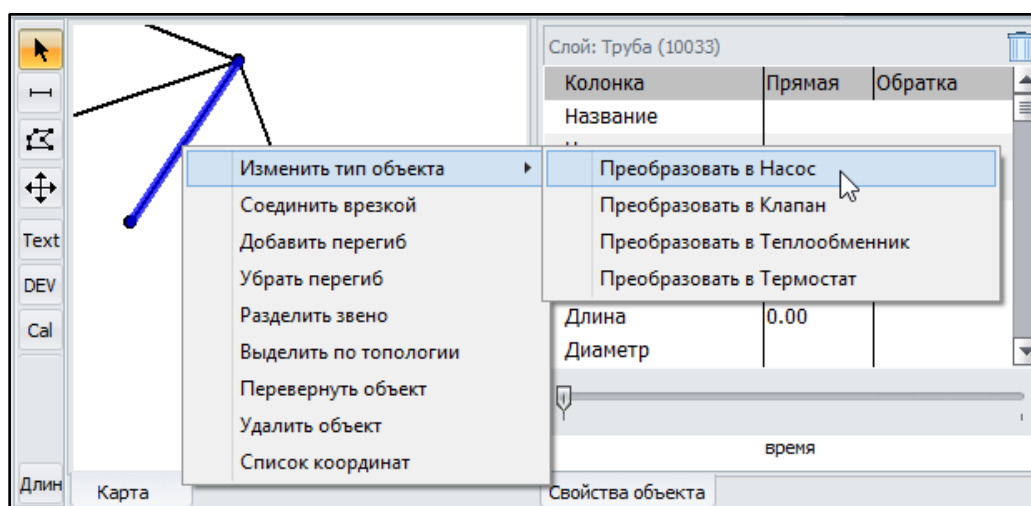 Слой: Труба (10033)
Колонка Прямая Обратка
Название
Изменить тип объекта
Преобразовать в Насос
Соединить врезкой
Преобразовать в Клапан
Text
Добавить перегиб
Преобразовать в Теплообменник
DEV
Убрать перегиб
Преобразовать в Термостат
Cal
Разделить звено
Длина 0.00
Выделить по топологии
Диаметр
Перевернуть объект
Удалить объект
время
Список координат
Длин
Карта
Свойства объекта